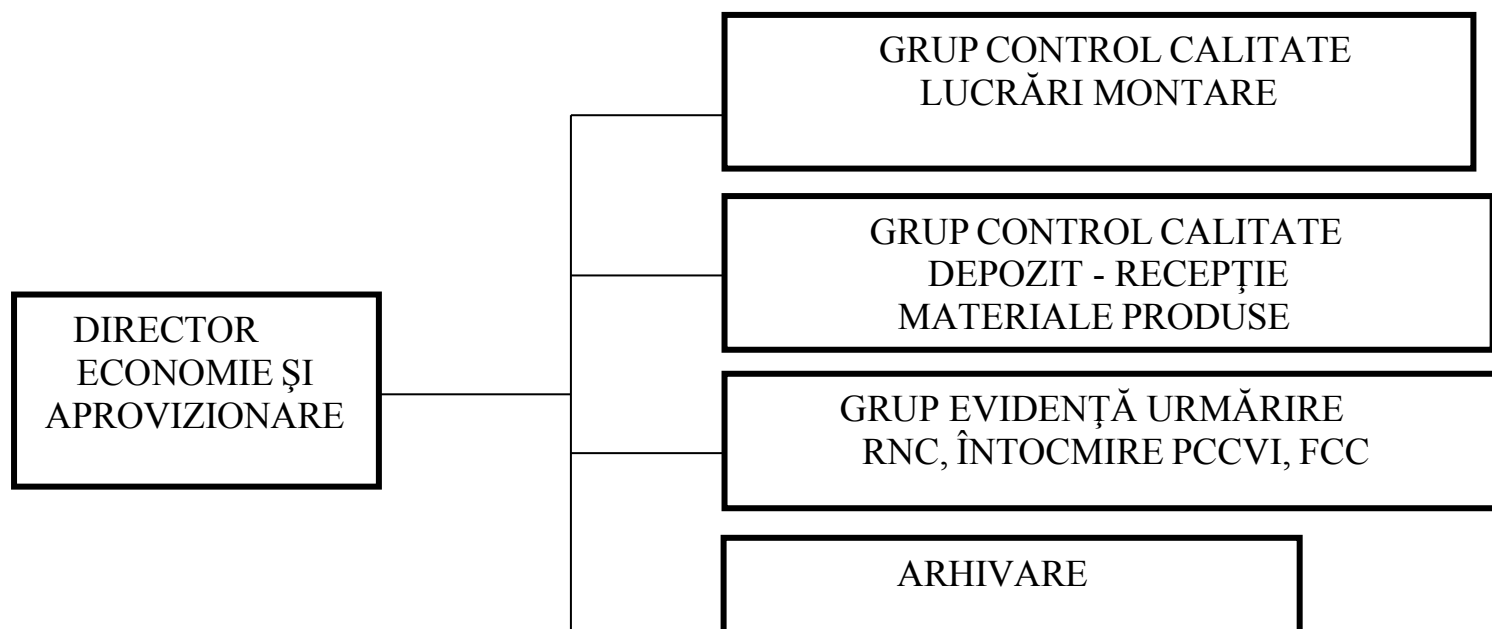 GRUP CONTROL CALITATE
LUCRĂRI MONTARE
GRUP CONTROL CALITATE
DEPOZIT - RECEPŢIE
MATERIALE PRODUSE
DIRECTOR
ECONOMIE ŞI
APROVIZIONARE
GRUP EVIDENŢĂ URMĂRIRE
RNC, ÎNTOCMIRE PCCVI, FCC
ARHIVARE